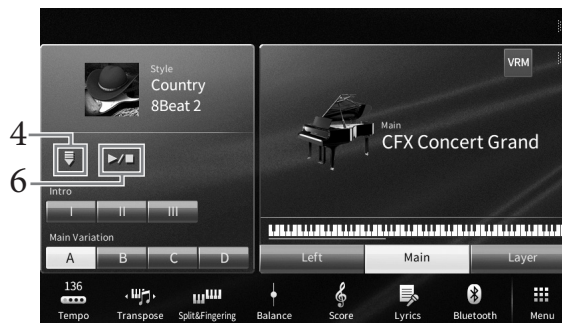 Style
Country
8Beat 2
4
6
Intro
I II III
Main Variation
A B C D
VRM
Main
CFX Concert Grand
Left Main Layer
136
Tempo Transpose Split&Fingering Balance Score Lyrics Bluetooth Menu